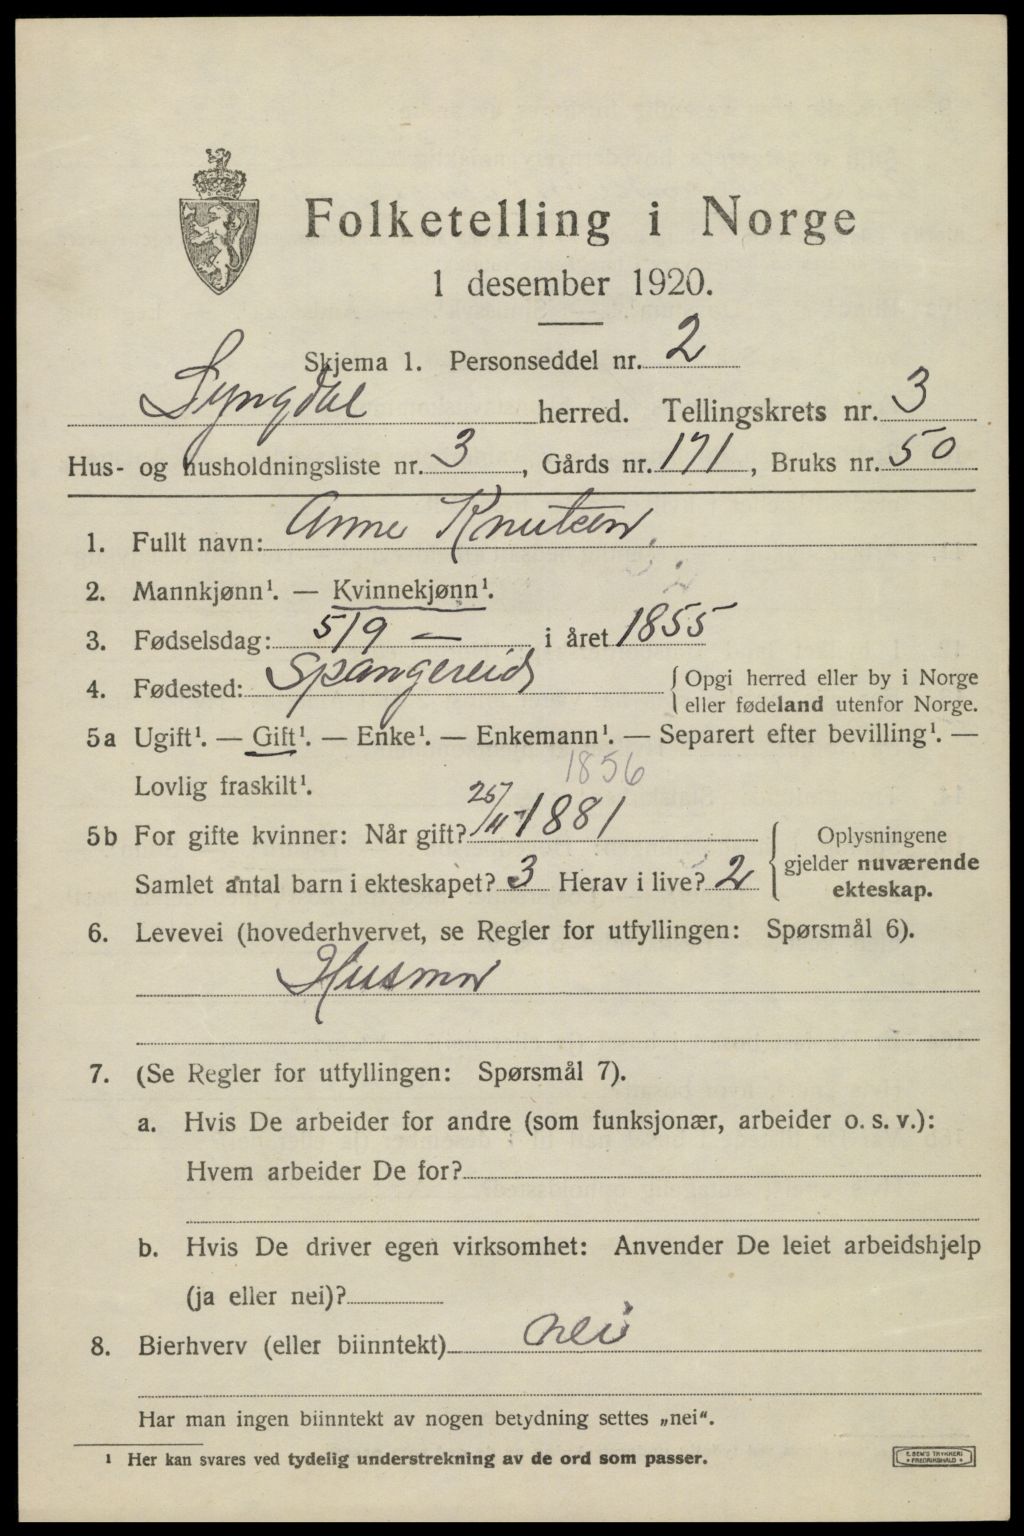 Folketelling i Norge
1 desember 1920.
Skjema 1. Personseddel nr. 2
Lyngdal herred. Tellingskrets nr. 3
Hus- og husholdningsliste nr. 3, Gårds nr. 171, Bruks nr. 50
1. Fullt navn: Anne Knutsen.
2. Mannkjønn¹. — Kvinnekjønn¹.
3. Fødselsdag: 5/9 — i året 1855
4. Fødested: Spangereid { Opgi herred eller by i Norge
eller fødeland utenfor Norge.
5a Ugift¹. — Gift¹. — Enke¹. — Enkemann¹. — Separert efter bevilling¹. —
Lovlig fraskilt¹. 1856
5b For gifte kvinner: Når gift? 25/11-1881
Samlet antal barn i ekteskapet? 3 Herav i live? 2
{ Oplysningene
gjelder nuværende
ekteskap.
6. Levevei (hovederhvervet, se Regler for utfyllingen: Spørsmål 6).
Husmor
7. (Se Regler for utfyllingen: Spørsmål 7).
a. Hvis De arbeider for andre (som funksjonær, arbeider o. s. v.):
Hvem arbeider De for?
b. Hvis De driver egen virksomhet: Anvender De leiet arbeidshjelp
(ja eller nei)?
8. Bierhverv (eller biinntekt) nei
Har man ingen biinntekt av nogen betydning settes „nei“.
¹ Her kan svares ved tydelig understrekning av de ord som passer.
E. SEM'S TRYKKERI
FREDRIKSHALD